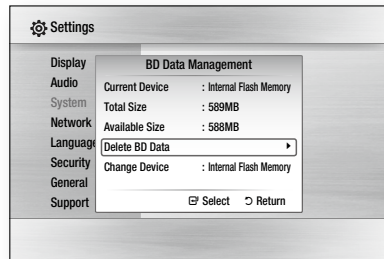 Settings
Display
Audio
System
Network
Language
Security
General
Support
BD Data Management
Current Device : Internal Flash Memory
Total Size : 589MB
Available Size : 588MB
Delete BD Data
Change Device : Internal Flash Memory
Select Return